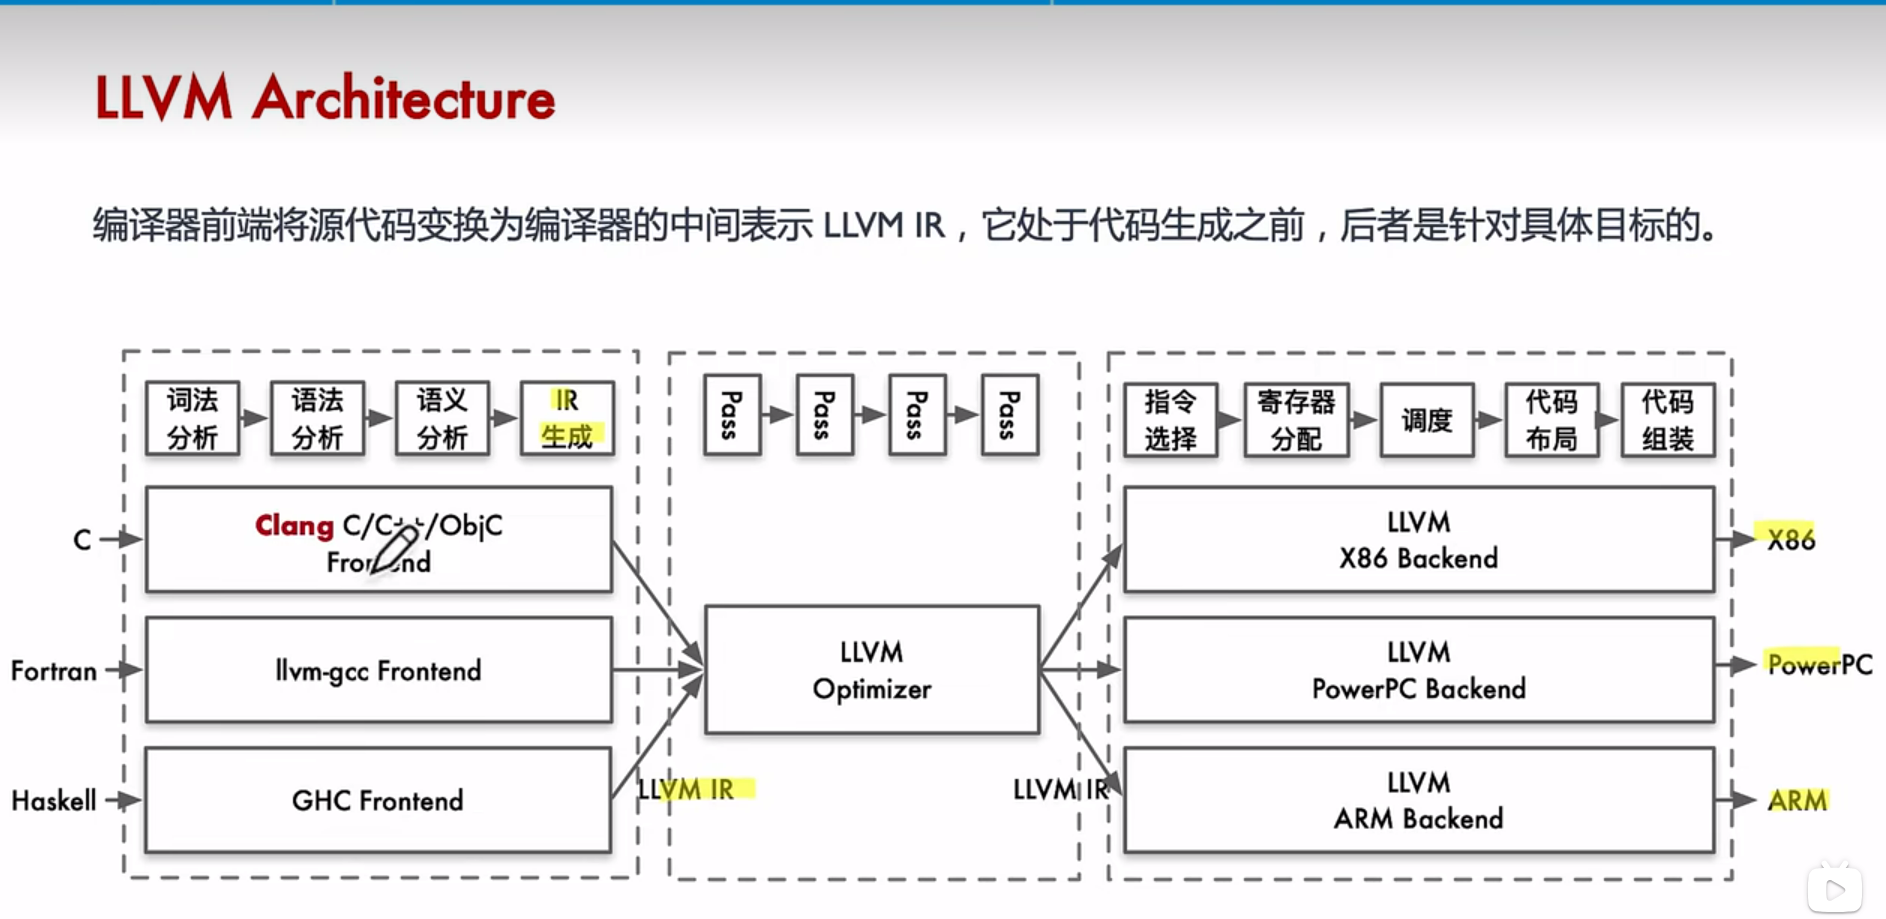 LLVM Architecture
编译器前端将源代码变换为编译器的中间表示 LLVM IR，它处于代码生成之前，后者是针对具体目标的。
词法
分析
语法
分析
语义
分析
IR
生成
Pass
Pass
Pass
Pass
指令
选择
寄存器
分配
调度
代码
布局
代码
组装
C
Clang C/C++/ObjC
Frontend
LLVM
X86 Backend
X86
Fortran
llvm-gcc Frontend
LLVM
Optimizer
LLVM
PowerPC Backend
PowerPC
Haskell
GHC Frontend
LLVM IR
LLVM IR
LLVM
ARM Backend
ARM